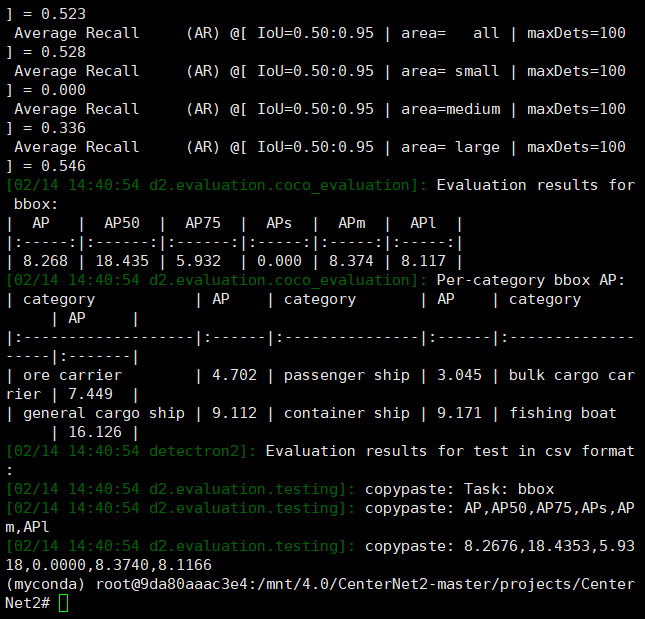 ] = 0.523
 Average Recall     (AR) @[ IoU=0.50:0.95 | area=   all | maxDets=100
] = 0.528
 Average Recall     (AR) @[ IoU=0.50:0.95 | area= small | maxDets=100
] = 0.000
 Average Recall     (AR) @[ IoU=0.50:0.95 | area=medium | maxDets=100
] = 0.336
 Average Recall     (AR) @[ IoU=0.50:0.95 | area= large | maxDets=100
] = 0.546
[02/14 14:40:54 d2.evaluation.coco_evaluation]: Evaluation results for
 bbox:
|  AP   |  AP50  |  AP75  |  APs  |  APm  |  APl  |
|:-----:|:------:|:------:|:-----:|:-----:|:-----:|
| 8.268 | 18.435 | 5.932  | 0.000 | 8.374 | 8.117 |
[02/14 14:40:54 d2.evaluation.coco_evaluation]: Per-category bbox AP:
| category           | AP    | category       | AP    | category
     | AP     |
|:-------------------|:------|:---------------|:------|:--------------
-----|:-------|
| ore carrier        | 4.702 | passenger ship | 3.045 | bulk cargo car
rier | 7.449  |
| general cargo ship | 9.112 | container ship | 9.171 | fishing boat
     | 16.126 |
[02/14 14:40:54 detectron2]: Evaluation results for test in csv format
:
[02/14 14:40:54 d2.evaluation.testing]: copypaste: Task: bbox
[02/14 14:40:54 d2.evaluation.testing]: copypaste: AP,AP50,AP75,APs,AP
m,APl
[02/14 14:40:54 d2.evaluation.testing]: copypaste: 8.2676,18.4353,5.93
18,0.0000,8.3740,8.1166
(myconda) root@9da80aaac3e4:/mnt/4.0/CenterNet2-master/projects/Center
Net2#